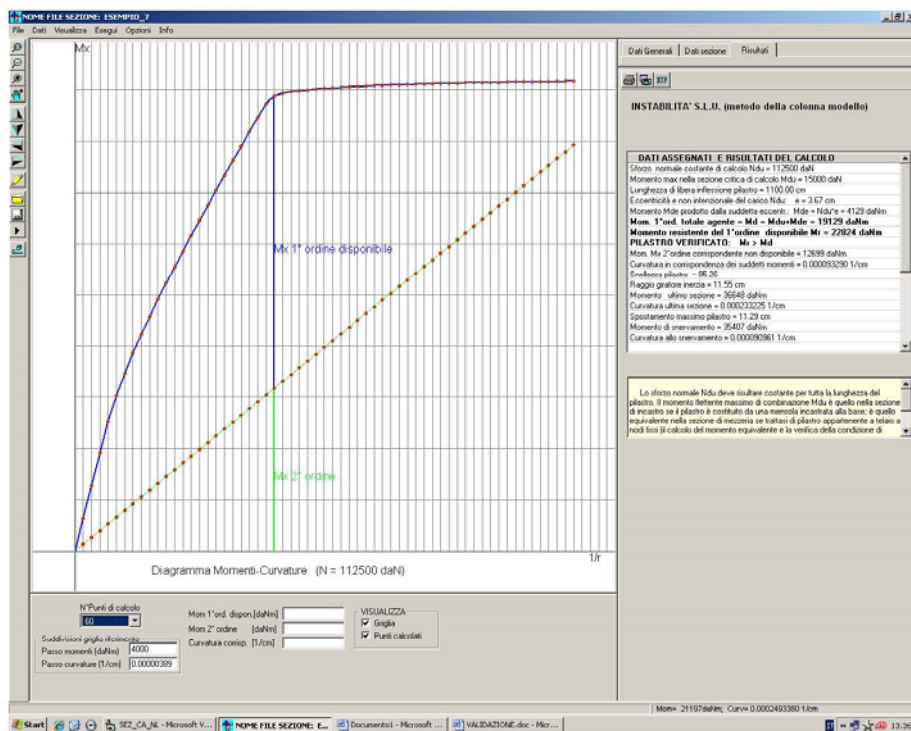 NOME FILE SEZIONE: ESEMPIO_7
File Dati Visualizza Esegui Opzioni Info
Mx
Mx 1° ordine disponibile
Mx 2° ordine
1/r
Diagramma Momenti-Curvature (N = 112500 daN)
Dati Generali Dati sezione Risultati
INSTABILITA' S.L.U. (metodo della colonna modello)
DATI ASSEGNATI E RISULTATI DEL CALCOLO
Sforzo normale costante di calcolo Ndu = 112500 daN
Momento max nella sezione critica di calcolo Mdu = 15000 daN
Lunghezza di libera inflessione pilastro = 1100.00 cm
Eccentricità e non intenzionale del carico Ndu: e = 3.67 cm
Momento Mde prodotto dalla suddetta eccentr.: Mde = Ndu*e = 4129 daNm
Mom. 1°ord. totale agente = Md = Mdu+Mde = 19129 daNm
Momento resistente del 1°ordine disponibile Mr = 22824 daNm
PILASTRO VERIFICATO: Mr > Md
Mom. Mx 2°ordine corrispondente non disponibile = 12699 daNm
Curvatura in corrispondenza dei suddetti momenti = 0.000093290 1/cm
Snellezza pilastro = 95.26
Raggio giratore inerzia = 11.55 cm
Momento ultimo sezione = 36648 daNm
Curvatura ultima sezione = 0.000233225 1/cm
Spostamento massimo pilastro = 11.29 cm
Momento di snervamento = 35407 daNm
Curvatura allo snervamento = 0.000090961 1/cm
Lo sforzo normale Ndu deve risultare costante per tutta la lunghezza del
pilastro. Il momento flettente massimo di combinazione Mdu è quello nella sezione
di incastro se il pilastro è costituito da una mensola incastrata alla base; è quello
equivalente nella sezione di mezzeria se trattasi di pilastro appartenente a telaio a
nodi fissi (il calcolo del momento equivalente e la verifica della condizione di
N°Punti di calcolo
60
Suddivisioni griglia riferimento
Passo momenti [daNm] 4000
Passo curvature [1/cm] 0.00000389
Mom 1°ord. dispon.[daNm]
Mom 2° ordine [daNm]
Curvatura corrisp. [1/cm]
VISUALIZZA
Griglia
Punti calcolati
Mom= 21197daNm; Curv=0.0002493380 1/cm
Start SEZ_CA_NL - Microsoft V... NOME FILE SEZIONE: E... Documento1 - Microsoft ... VALIDAZIONE.doc - Micr... IT 13.36